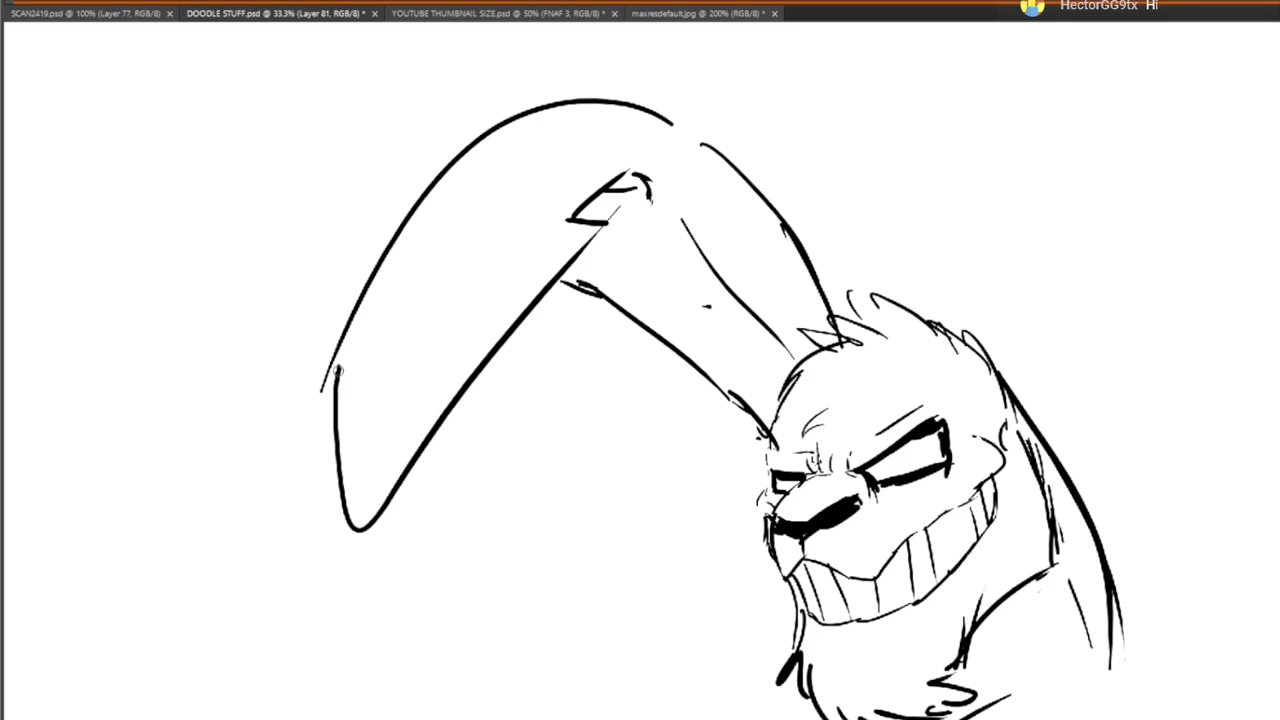 HectorGG9tx Hi
SCAN2419.psd @ 100% (Layer 77, RGB/8) × DOODLE STUFF.psd @ 33.3% (Layer 81, RGB/8) * × YOUTUBE THUMBNAIL SIZE.psd @ 50% (FNAF 3, RGB/8) * × maxresdefault.jpg @ 200% (RGB/8) * ×